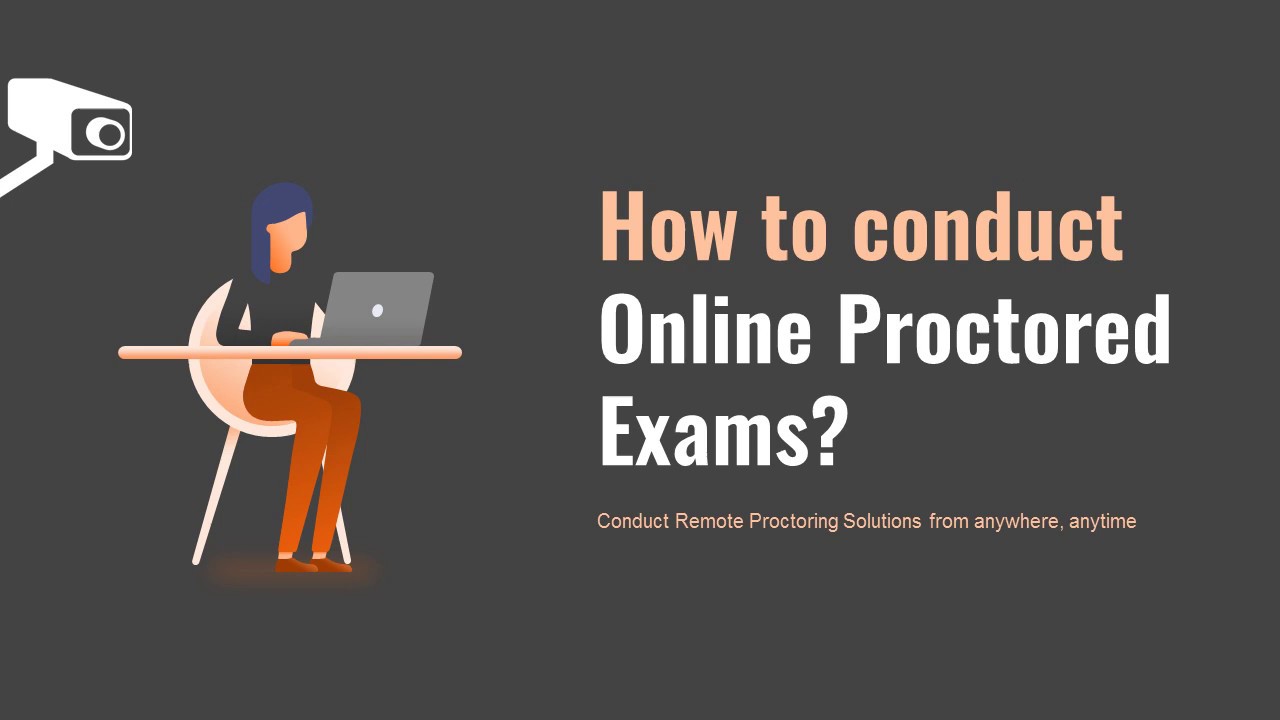 How to conduct
Online Proctored
Exams?
Conduct Remote Proctoring Solutions from anywhere, anytime